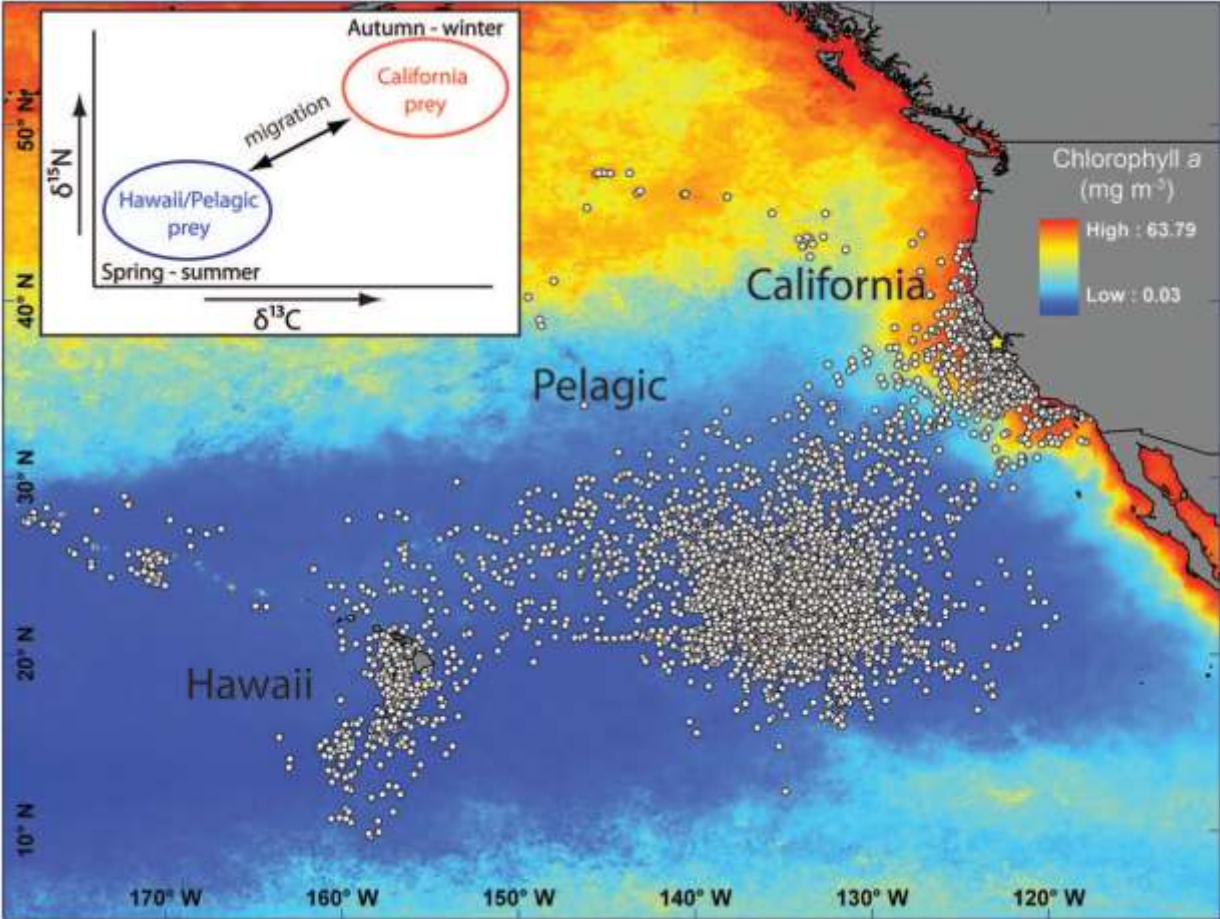 Autumn - winter
California
prey
migration
Hawaii/Pelagic
prey
Spring - summer
δ¹⁵N
δ¹³C
Chlorophyll a
(mg m⁻³)
High : 63.79
Low : 0.03
California
Pelagic
Hawaii
50° N
40° N
30° N
20° N
10° N
170° W
160° W
150° W
140° W
130° W
120° W